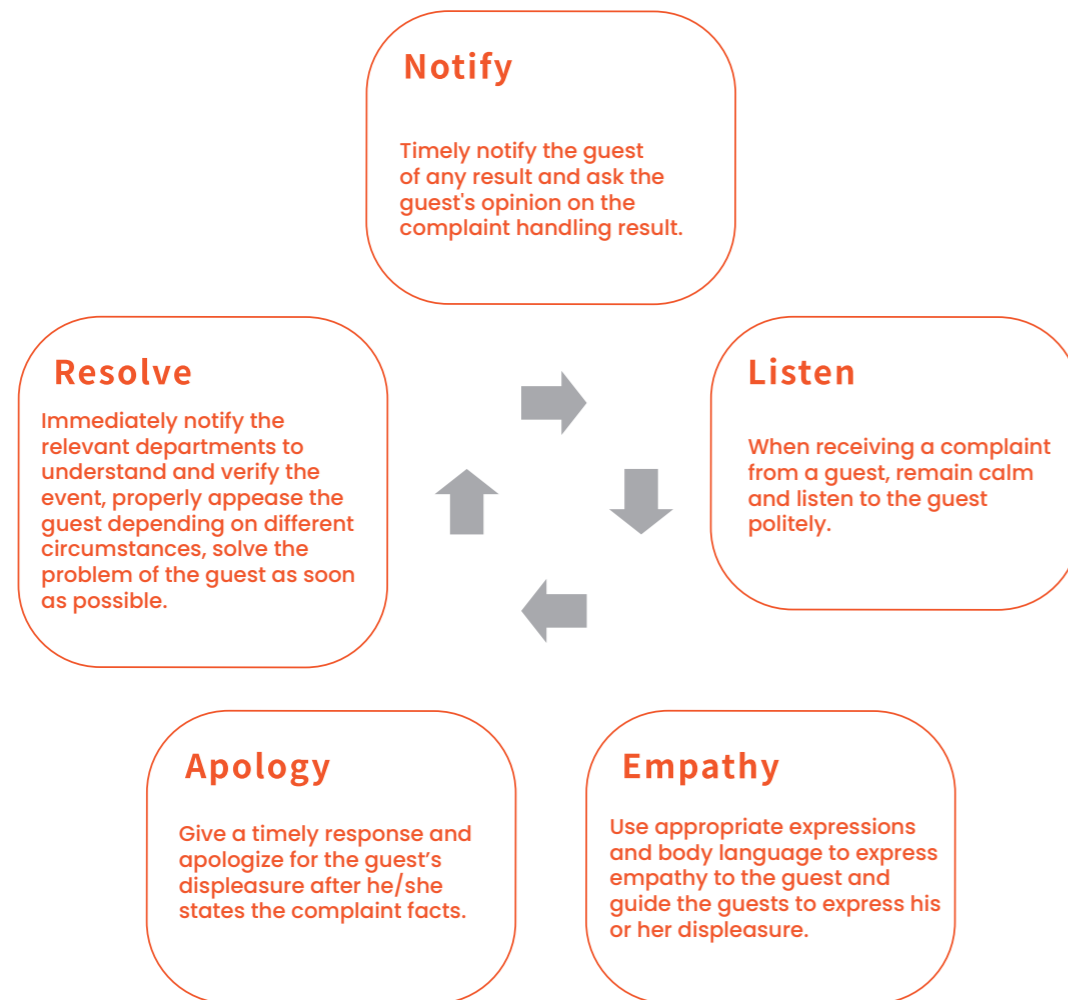 Notify
Timely notify the guest
of any result and ask the
guest's opinion on the
complaint handling result.
Resolve
Immediately notify the
relevant departments to
understand and verify the
event, properly appease the
guest depending on different
circumstances, solve the
problem of the guest as soon
as possible.
Listen
When receiving a complaint
from a guest, remain calm
and listen to the guest
politely.
Apology
Give a timely response and
apologize for the guest’s
displeasure after he/she
states the complaint facts.
Empathy
Use appropriate expressions
and body language to express
empathy to the guest and
guide the guests to express his
or her displeasure.